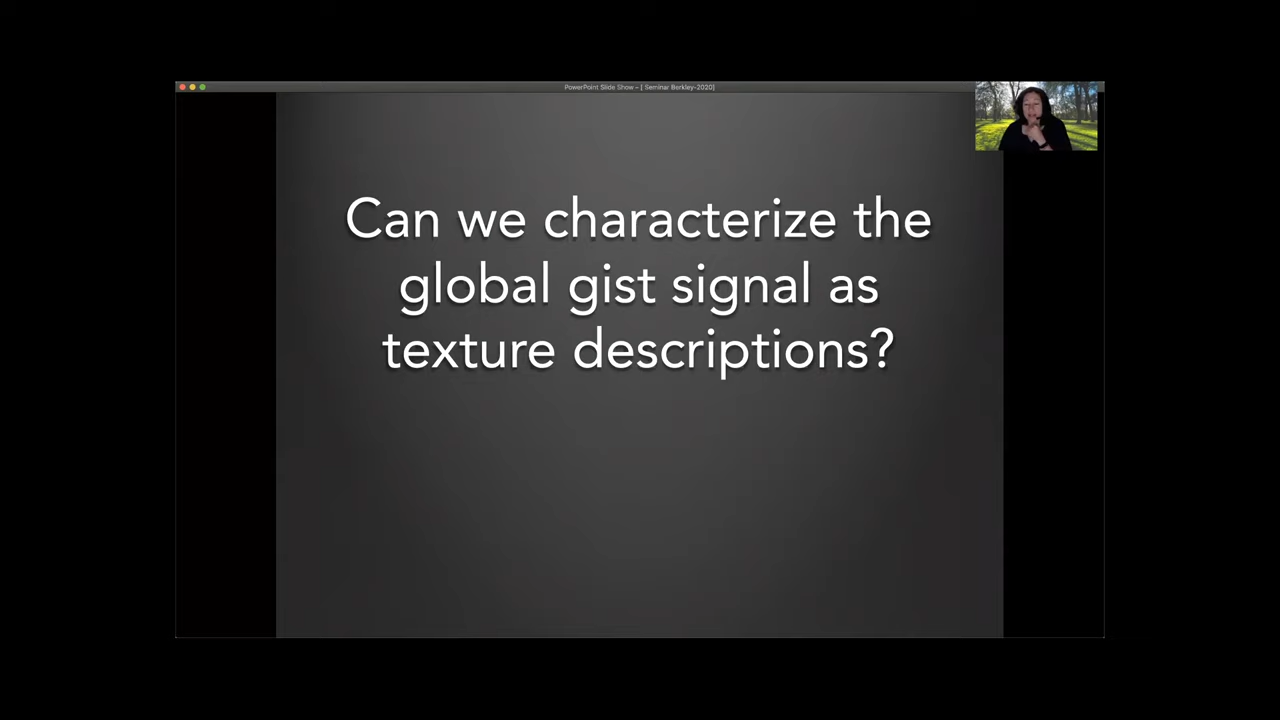 PowerPoint Slide Show - [ Seminar Berkley-2020]
Can we characterize the
global gist signal as
texture descriptions?